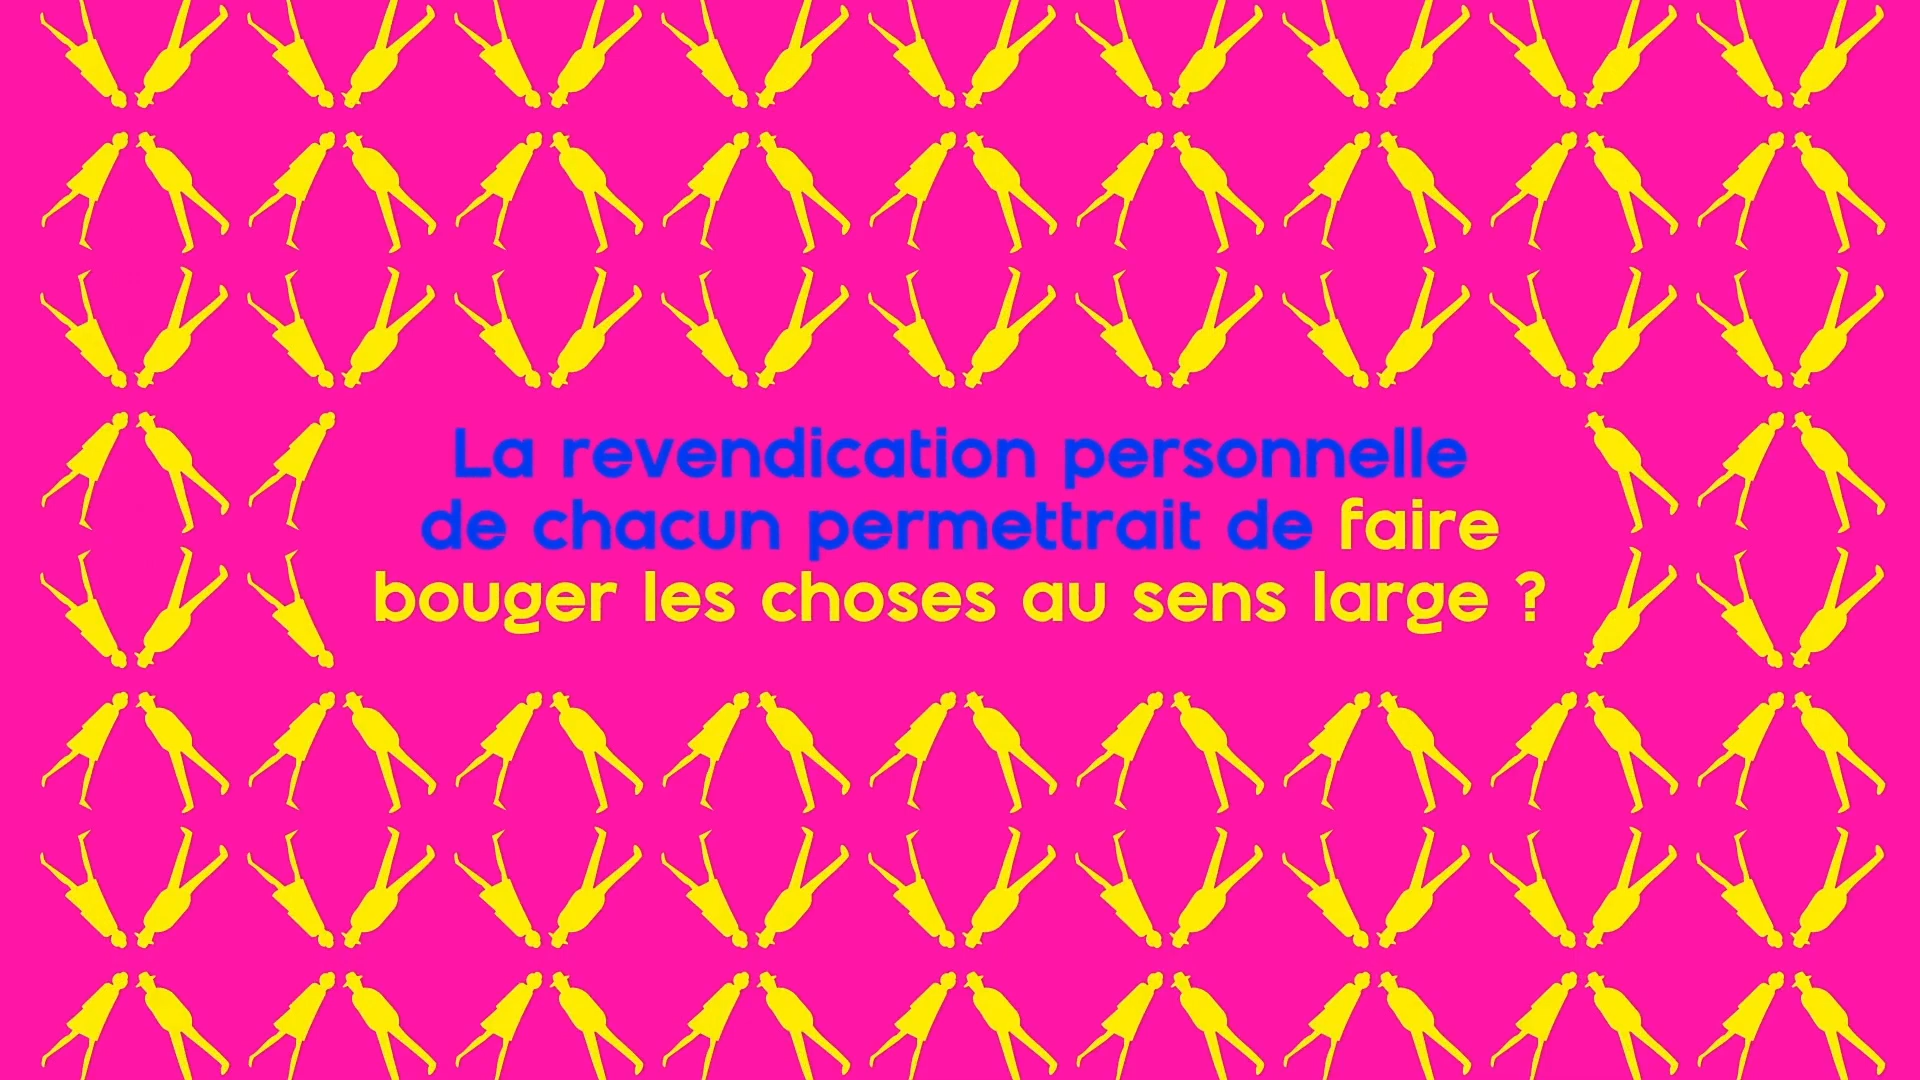 La revendication personnelle
de chacun permettrait de faire
bouger les choses au sens large ?